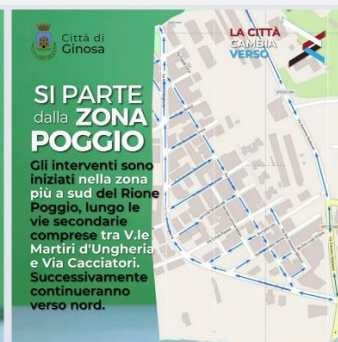 Città di
Ginosa
LA CITTÀ
CAMBIA
VERSO
SI PARTE
dalla ZONA
POGGIO
Gli interventi sono
iniziati nella zona
più a sud del Rione
Poggio, lungo le
vie secondarie
comprese tra V.le
Martiri d'Ungheria
e Via Cacciatori.
Successivamente
continueranno
verso nord.